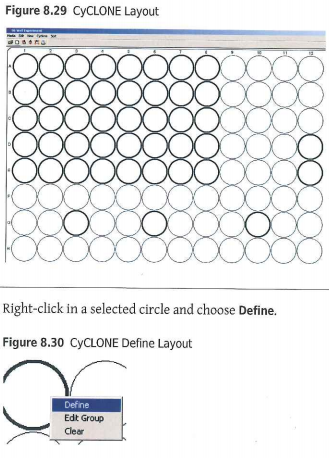 Figure 8.29 CyCLONE Layout
1 2 3 4 5 6 7 8 9 10 11 12
A
B
C
D
E
F
G
H
Right-click in a selected circle and choose Define.
Figure 8.30 CyCLONE Define Layout
Define
Edit Group
Clear